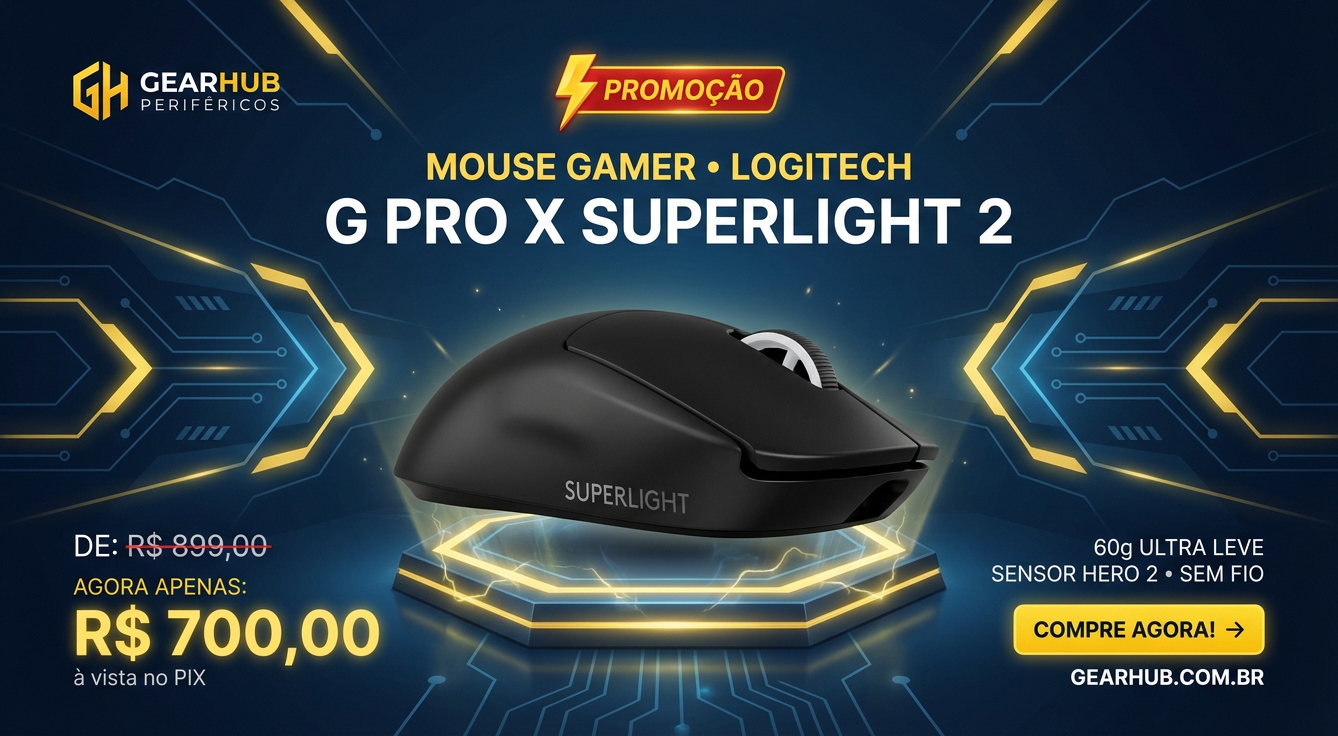 GEARHUB
PERIFÊRICOS
PROMOÇÃO
MOUSE GAMER • LOGITECH
G PRO X SUPERLIGHT 2
SUPERLIGHT
DE: R$ 899,00
AGORA APENAS:
R$ 700,00
à vista no PIX
60g ULTRA LEVE
SENSOR HERO 2 • SEM FIO
COMPRE AGORA! →
GEARHUB.COM.BR